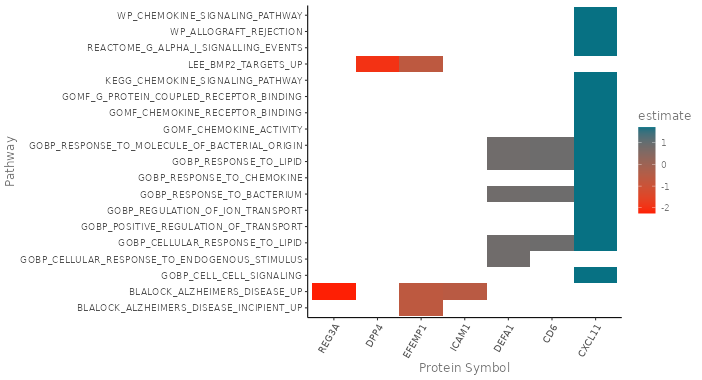 WP_CHEMOKINE_SIGNALING_PATHWAY
WP_ALLOGRAFT_REJECTION
REACTOME_G_ALPHA_I_SIGNALLING_EVENTS
LEE_BMP2_TARGETS_UP
KEGG_CHEMOKINE_SIGNALING_PATHWAY
GOMF_G_PROTEIN_COUPLED_RECEPTOR_BINDING
GOMF_CHEMOKINE_RECEPTOR_BINDING
GOMF_CHEMOKINE_ACTIVITY
GOBP_RESPONSE_TO_MOLECULE_OF_BACTERIAL_ORIGIN
GOBP_RESPONSE_TO_LIPID
GOBP_RESPONSE_TO_CHEMOKINE
GOBP_RESPONSE_TO_BACTERIUM
GOBP_REGULATION_OF_ION_TRANSPORT
GOBP_POSITIVE_REGULATION_OF_TRANSPORT
GOBP_CELLULAR_RESPONSE_TO_LIPID
GOBP_CELLULAR_RESPONSE_TO_ENDOGENOUS_STIMULUS
GOBP_CELL_CELL_SIGNALING
BLALOCK_ALZHEIMERS_DISEASE_UP
BLALOCK_ALZHEIMERS_DISEASE_INCIPIENT_UP
Pathway
REG3A
DPP4
EFEMP1
ICAM1
DEFA1
CD6
CXCL11
Protein Symbol
estimate
1
0
-1
-2